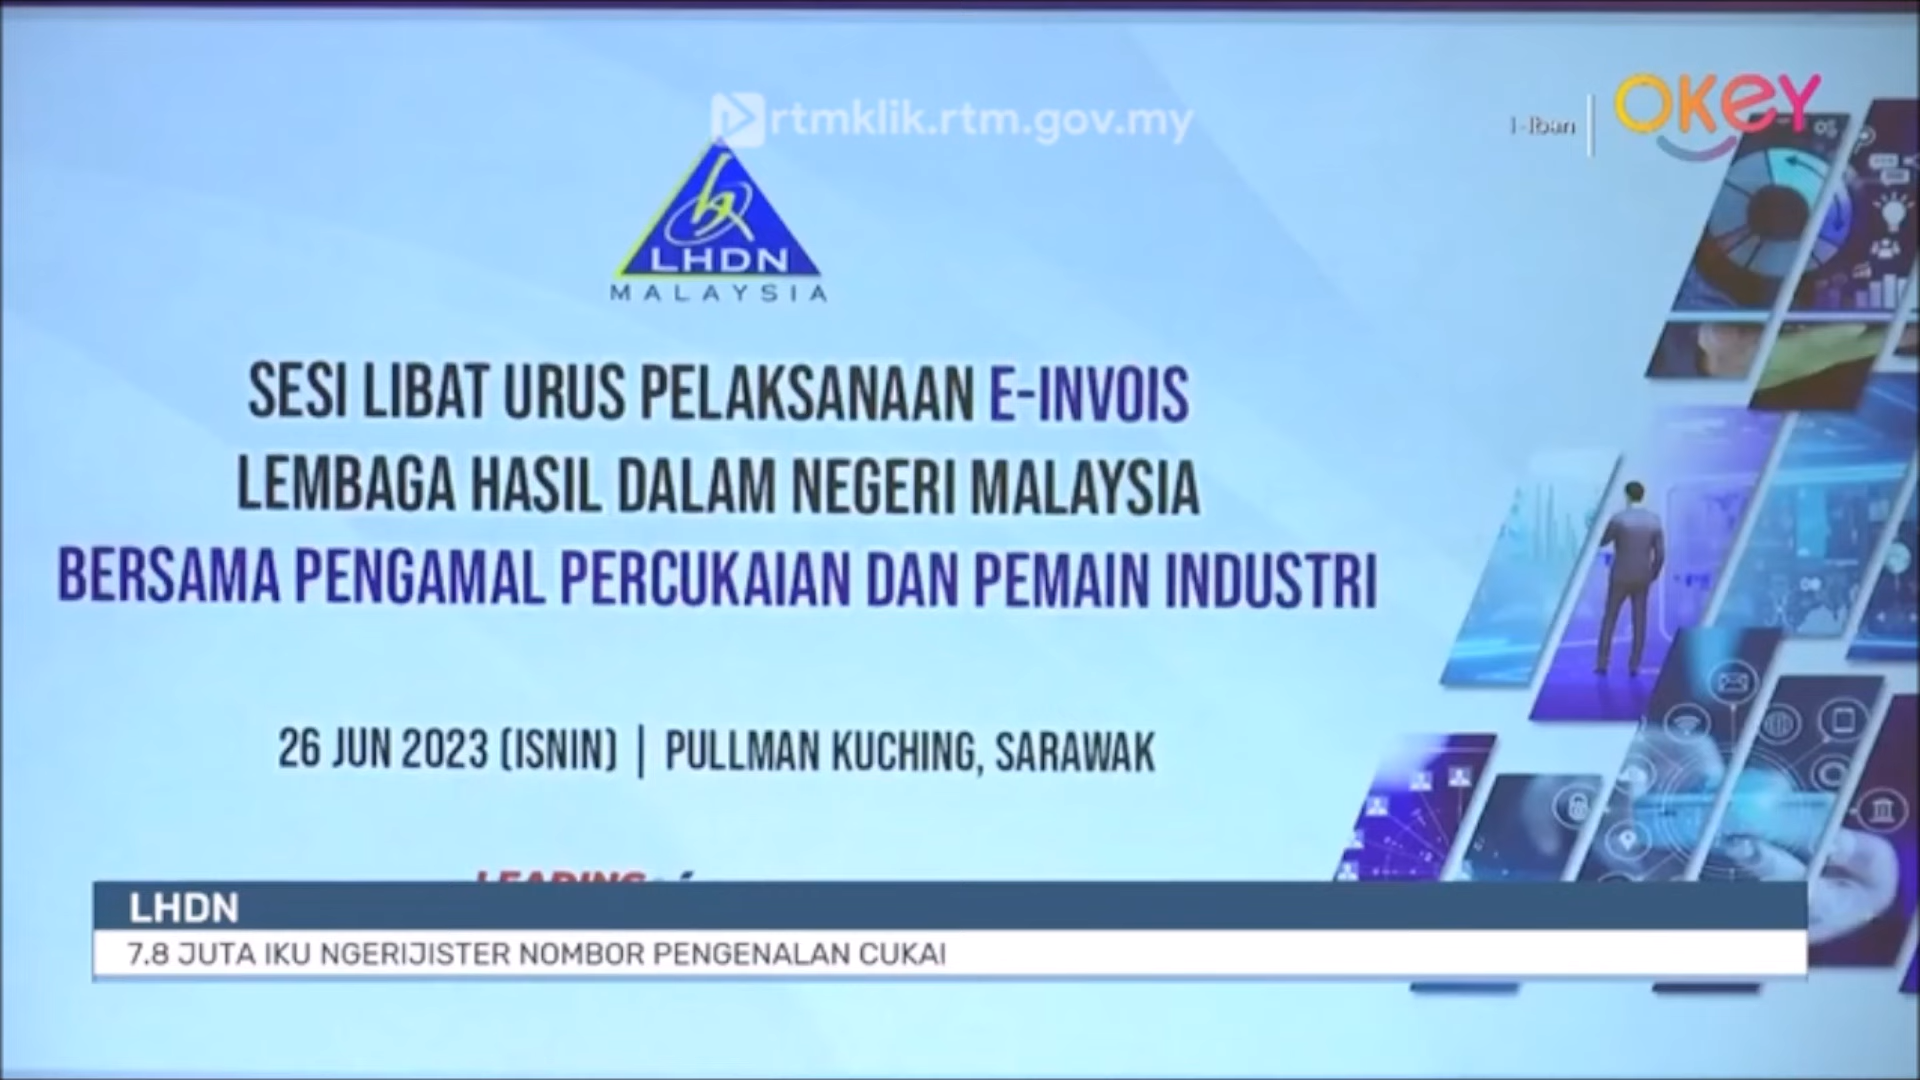 rtmklik.rtm.gov.my
I-Iban
OKEY
LHDN
MALAYSIA
SESI LIBAT URUS PELAKSANAAN E-INVOIS
LEMBAGA HASIL DALAM NEGERI MALAYSIA
BERSAMA PENGAMAL PERCUKAIAN DAN PEMAIN INDUSTRI
26 JUN 2023 (ISNIN) | PULLMAN KUCHING, SARAWAK
LEADING
LHDN
7.8 JUTA IKU NGERIJISTER NOMBOR PENGENALAN CUKAI